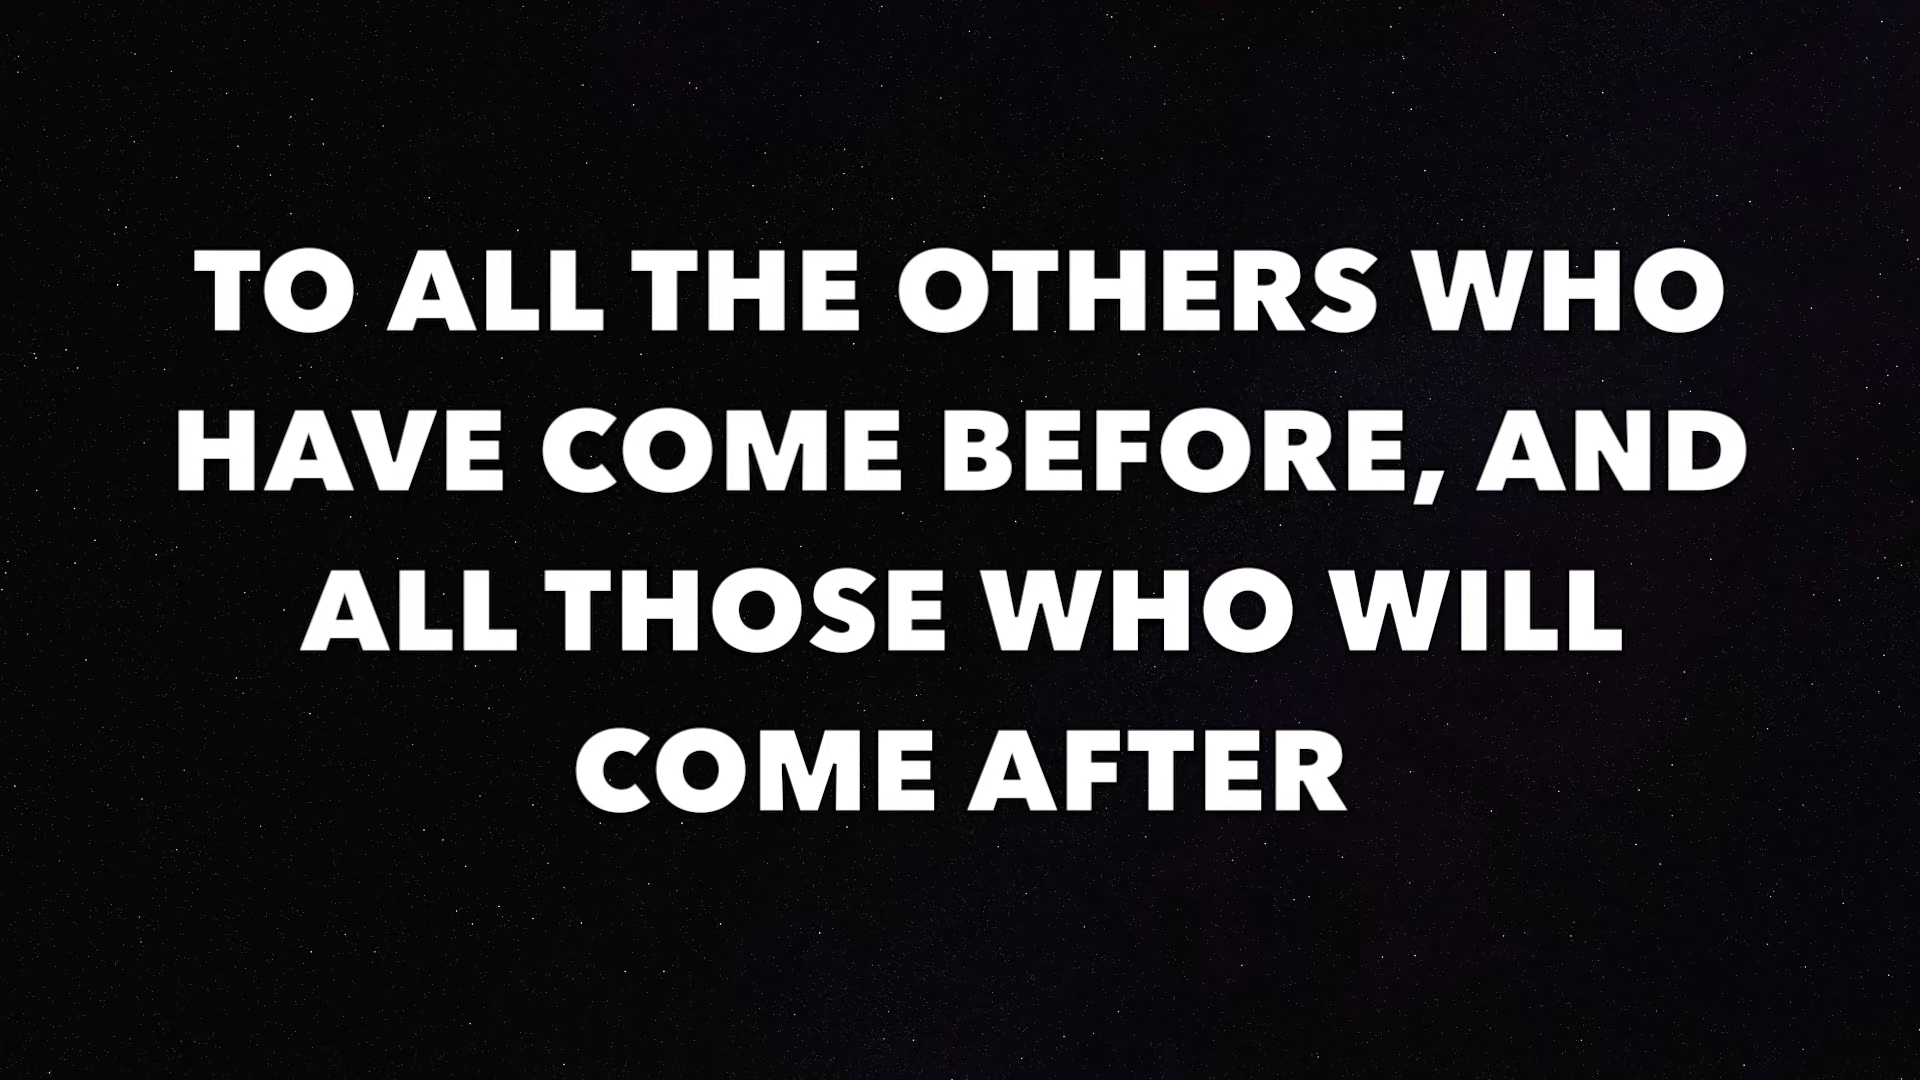 TO ALL THE OTHERS WHO
HAVE COME BEFORE, AND
ALL THOSE WHO WILL
COME AFTER